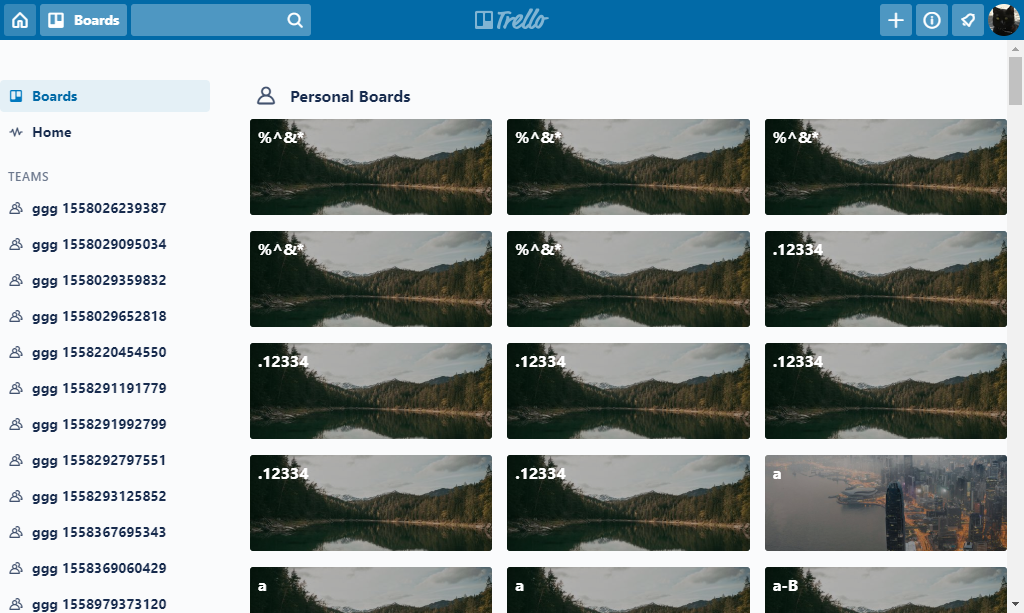 Boards
Trello
Boards
Home
TEAMS
ggg 1558026239387
ggg 1558029095034
ggg 1558029359832
ggg 1558029652818
ggg 1558220454550
ggg 1558291191779
ggg 1558291992799
ggg 1558292797551
ggg 1558293125852
ggg 1558367695343
ggg 1558369060429
ggg 1558979373120
Personal Boards
%^&*
%^&*
%^&*
%^&*
%^&*
.12334
.12334
.12334
.12334
.12334
.12334
a
a
a
a-B